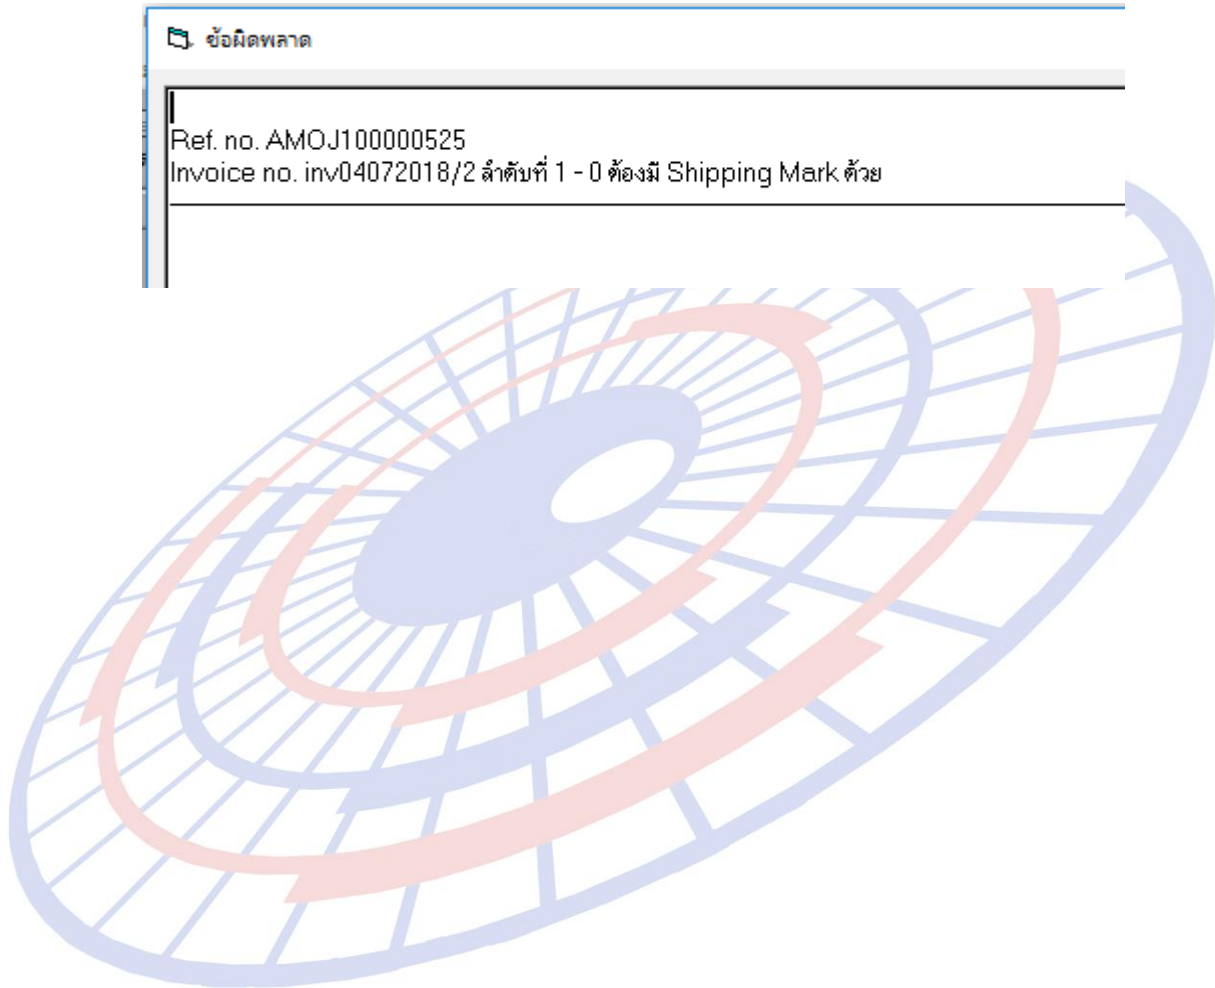 ข้อผิดพลาด
Ref. no. AMOJ100000525
Invoice no. inv04072018/2 ลำดับที่ 1 - 0 ต้องมี Shipping Mark ด้วย